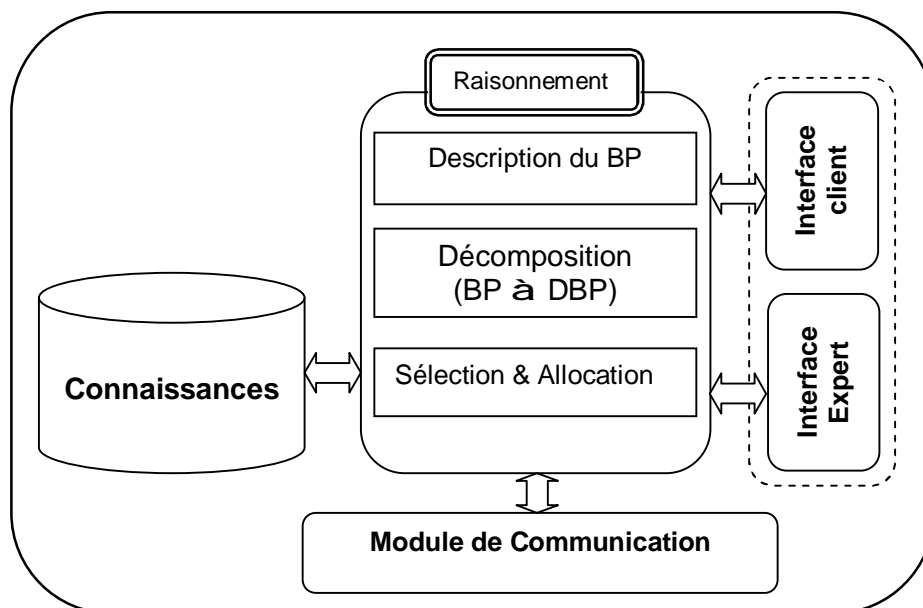 Raisonnement
Description du BP
Décomposition
(BP à DBP)
Sélection & Allocation
Connaissances
Interface
client
Interface
Expert
Module de Communication